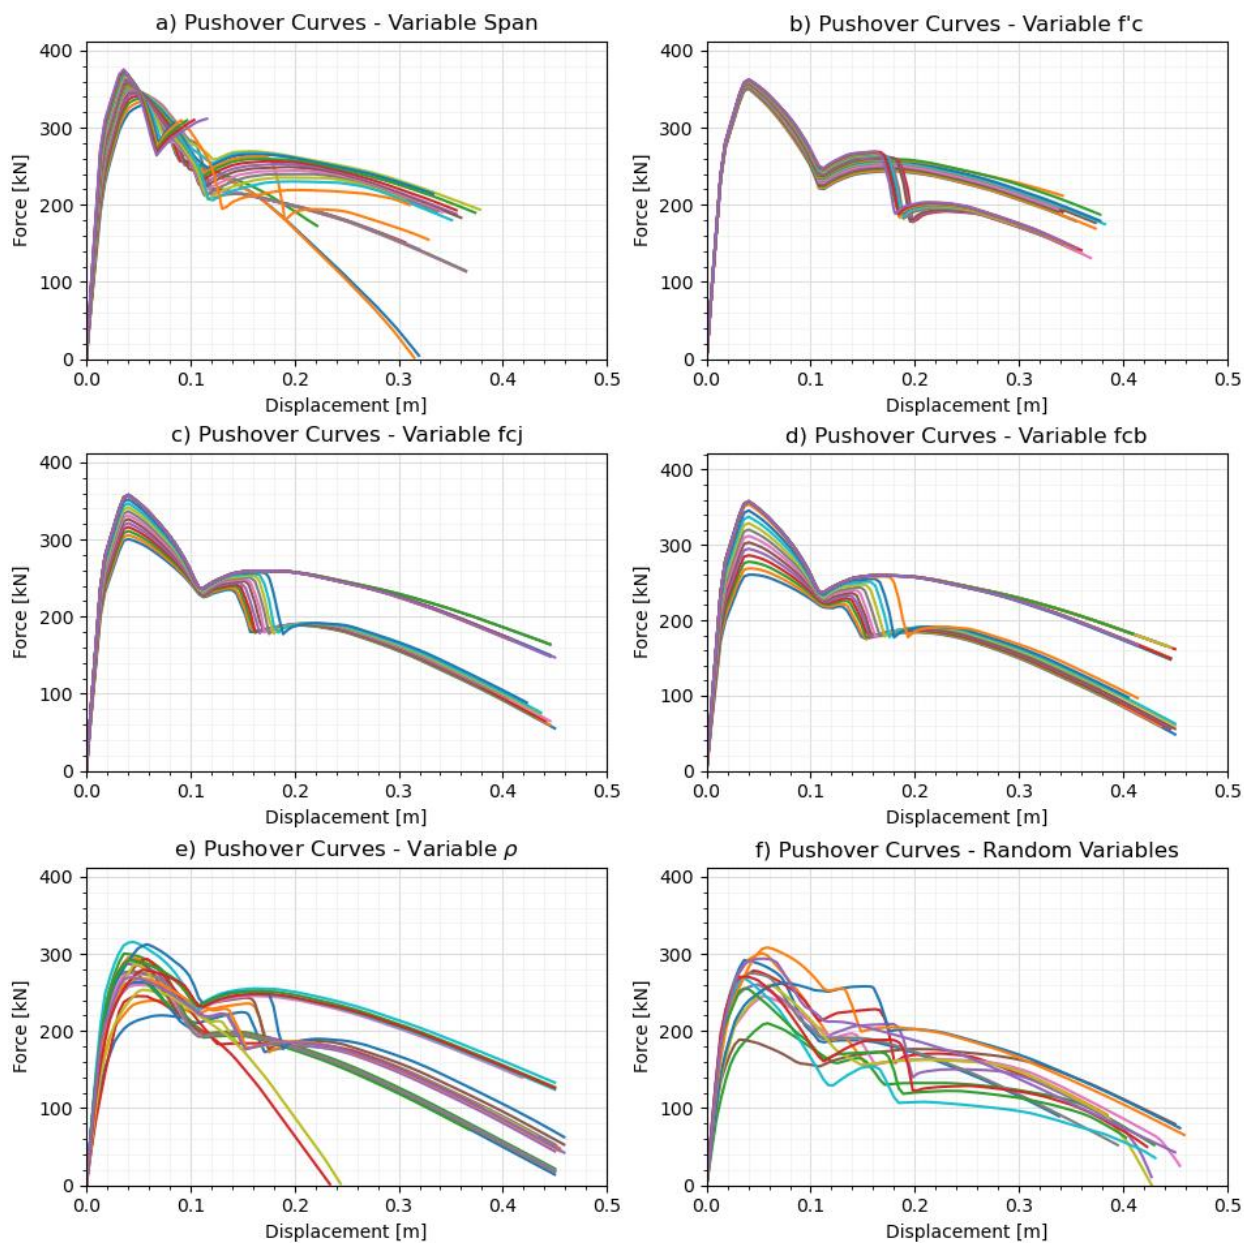 a) Pushover Curves - Variable Span
b) Pushover Curves - Variable f'c
400
300
200
100
0
Force [kN]
0.0 0.1 0.2 0.3 0.4 0.5
Displacement [m]
400
300
200
100
0
Force [kN]
0.0 0.1 0.2 0.3 0.4 0.5
Displacement [m]
c) Pushover Curves - Variable fcj
d) Pushover Curves - Variable fcb
400
300
200
100
0
Force [kN]
0.0 0.1 0.2 0.3 0.4 0.5
Displacement [m]
400
300
200
100
0
Force [kN]
0.0 0.1 0.2 0.3 0.4 0.5
Displacement [m]
e) Pushover Curves - Variable ρ
f) Pushover Curves - Random Variables
400
300
200
100
0
Force [kN]
0.0 0.1 0.2 0.3 0.4 0.5
Displacement [m]
400
300
200
100
0
Force [kN]
0.0 0.1 0.2 0.3 0.4 0.5
Displacement [m]